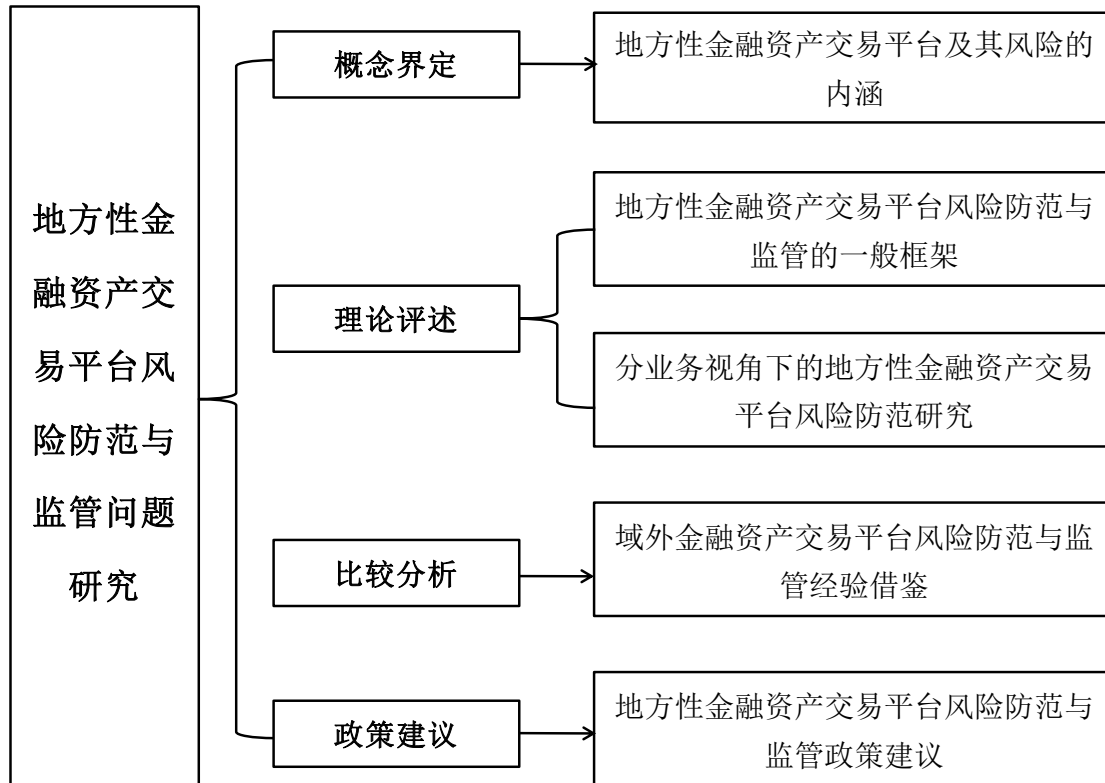 地方性金
融资产交
易平台风
险防范与
监管问题
研究
概念界定
地方性金融资产交易平台及其风险的
内涵
理论评述
地方性金融资产交易平台风险防范与
监管的一般框架
分业务视角下的地方性金融资产交易
平台风险防范研究
比较分析
域外金融资产交易平台风险防范与监
管经验借鉴
政策建议
地方性金融资产交易平台风险防范与
监管政策建议